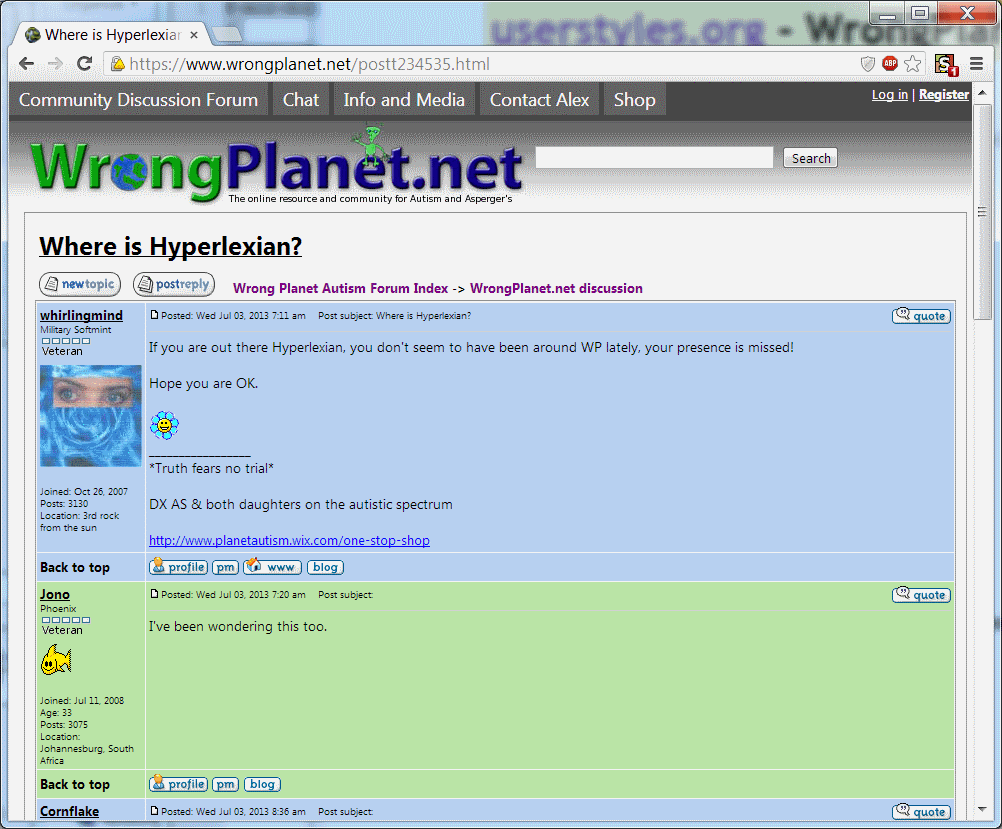 userstyles.org - WrongPlan
Where is Hyperlexian
https://www.wrongplanet.net/postt234535.html
ABP
S 1
Community Discussion Forum Chat Info and Media Contact Alex Shop
Log in | Register
WrongPlanet.net
Search
The online resource and community for Autism and Asperger's
Where is Hyperlexian?
newtopic postreply Wrong Planet Autism Forum Index -> WrongPlanet.net discussion
whirlingmind
Posted: Wed Jul 03, 2013 7:11 am Post subject: Where is Hyperlexian?
quote
Military Softmint
Veteran
If you are out there Hyperlexian, you don't seem to have been around WP lately, your presence is missed!
Hope you are OK.
_________________
*Truth fears no trial*
DX AS & both daughters on the autistic spectrum
http://www.planetautism.wix.com/one-stop-shop
Joined: Oct 26, 2007
Posts: 3130
Location: 3rd rock
from the sun
Back to top profile pm www blog
Jono
Posted: Wed Jul 03, 2013 7:20 am Post subject:
quote
Phoenix
Veteran
I've been wondering this too.
Joined: Jul 11, 2008
Age: 33
Posts: 3075
Location:
Johannesburg, South
Africa
Back to top profile pm blog
Cornflake
Posted: Wed Jul 03, 2013 8:36 am Post subject:
quote